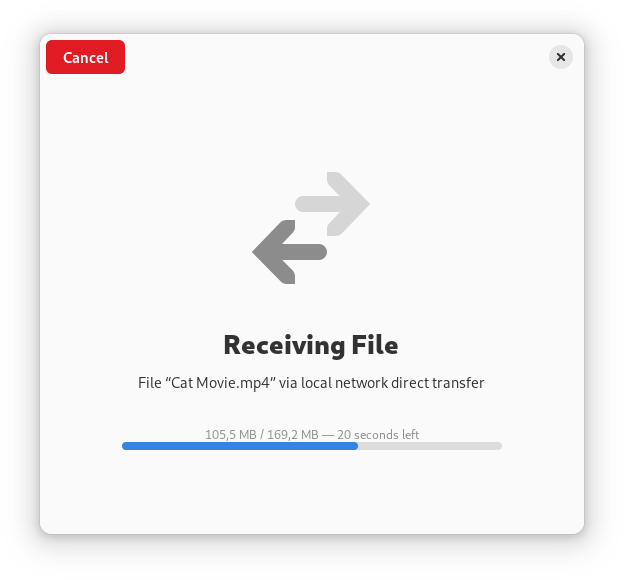 Cancel
Receiving File
File “Cat Movie.mp4” via local network direct transfer
105,5 MB / 169,2 MB — 20 seconds left